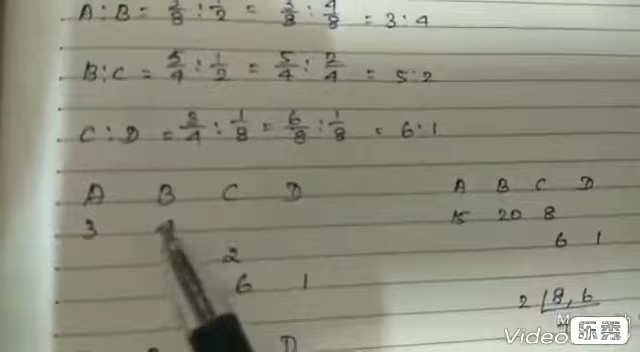 A : B = 3/8 : 1/2 = 3/8 : 4/8 = 3 : 4
B : C = 5/4 : 1/2 = 5/4 : 2/4 = 5 : 2
C : D = 3/4 : 1/8 = 6/8 : 1/8 = 6 : 1
A B C D
3
2
6 1
D
A B C D
15 20 8
6 1
2 | 8, 6
Video
乐秀